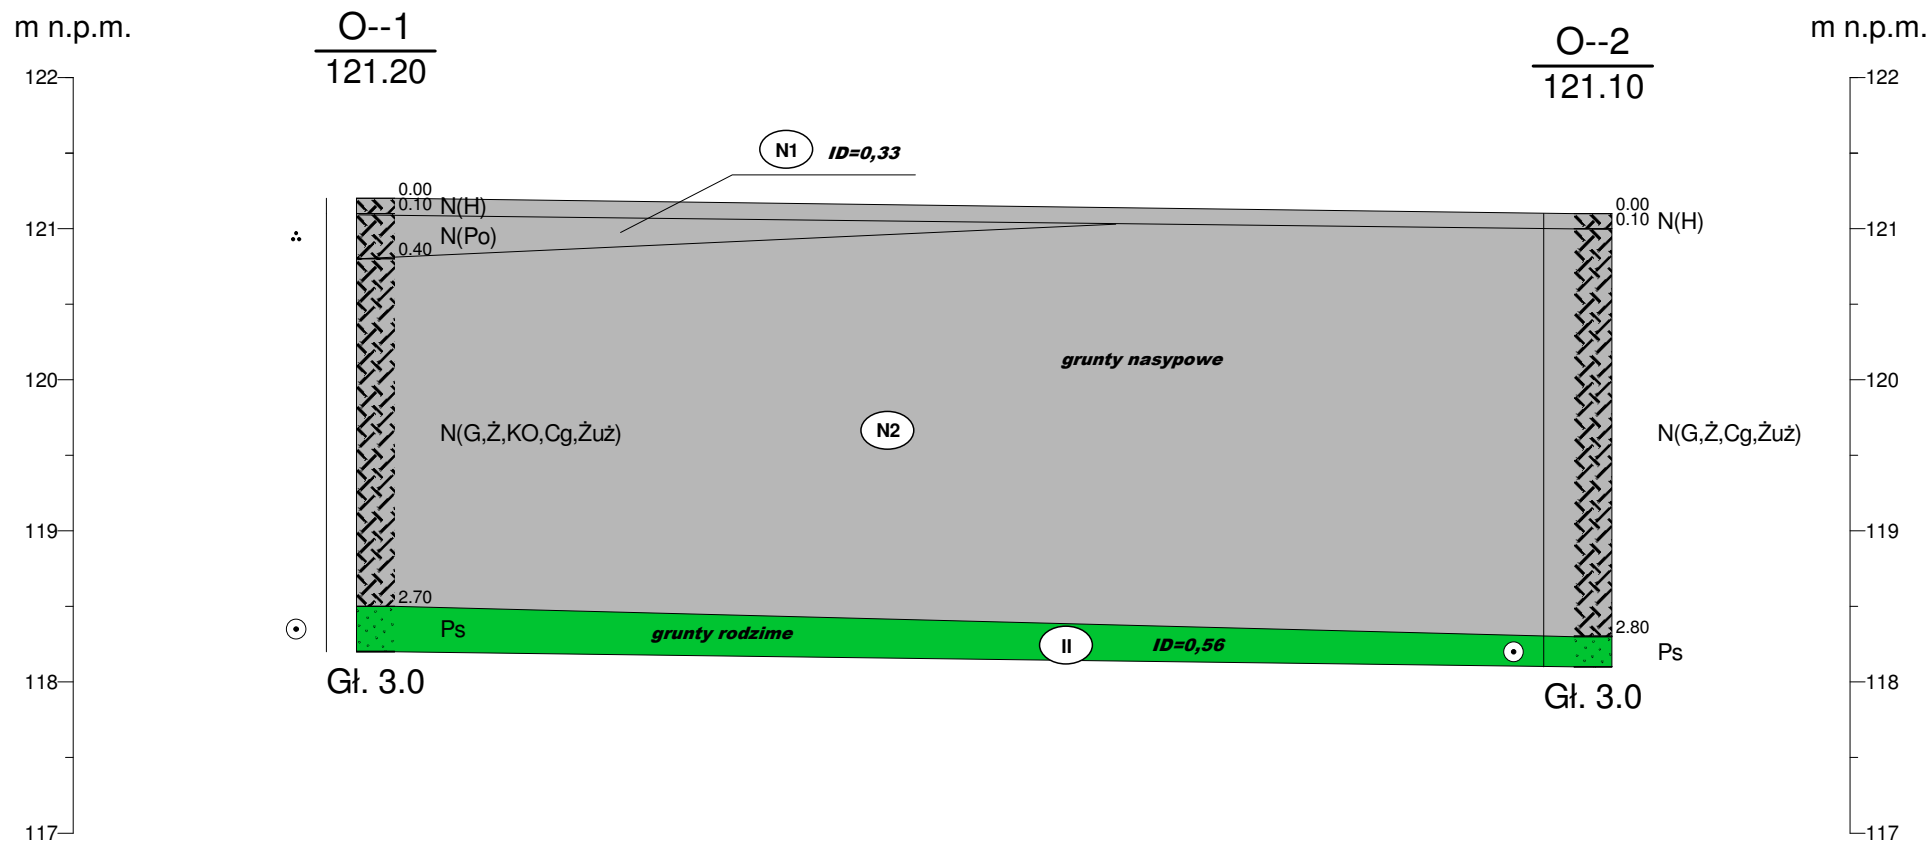 m n.p.m.
O--1
121.20
O--2
121.10
m n.p.m.
122
122
N1 ID=0,33
0.00
0.10 N(H)
0.00
0.10 N(H)
121
N(Po)
121
0.40
120
grunty nasypowe
120
N(G,Ż,KO,Cg,Żuż)
N2
N(G,Ż,Cg,Żuż)
119
119
2.70
Ps
grunty rodzime
II
ID=0,56
2.80
Ps
118
Gł. 3.0
Gł. 3.0
118
117
117